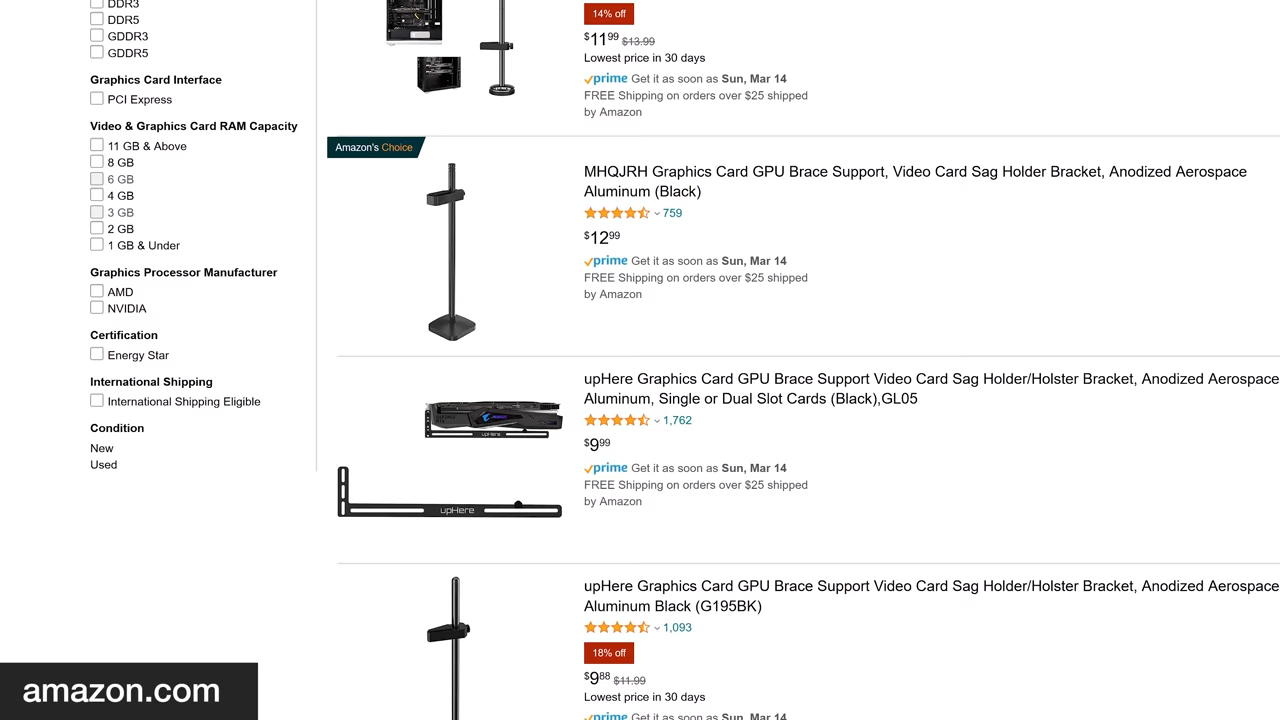 DDR3
DDR5
GDDR3
GDDR5
Graphics Card Interface
PCI Express
Video & Graphics Card RAM Capacity
11 GB & Above
8 GB
6 GB
4 GB
3 GB
2 GB
1 GB & Under
Graphics Processor Manufacturer
AMD
NVIDIA
Certification
Energy Star
International Shipping
International Shipping Eligible
Condition
New
Used
14% off
$11 99 $13.99
Lowest price in 30 days
prime Get it as soon as Sun, Mar 14
FREE Shipping on orders over $25 shipped
by Amazon
Amazon's Choice
MHQJRH Graphics Card GPU Brace Support, Video Card Sag Holder Bracket, Anodized Aerospace
Aluminum (Black)
759
$12 99
prime Get it as soon as Sun, Mar 14
FREE Shipping on orders over $25 shipped
by Amazon
upHere
upHere
upHere Graphics Card GPU Brace Support Video Card Sag Holder/Holster Bracket, Anodized Aerospace
Aluminum, Single or Dual Slot Cards (Black),GL05
1,762
$9 99
prime Get it as soon as Sun, Mar 14
FREE Shipping on orders over $25 shipped
by Amazon
upHere Graphics Card GPU Brace Support Video Card Sag Holder/Holster Bracket, Anodized Aerospace
Aluminum Black (G195BK)
1,093
18% off
$9 88 $11.99
Lowest price in 30 days
prime Get it as soon as Sun, Mar 14
amazon.com